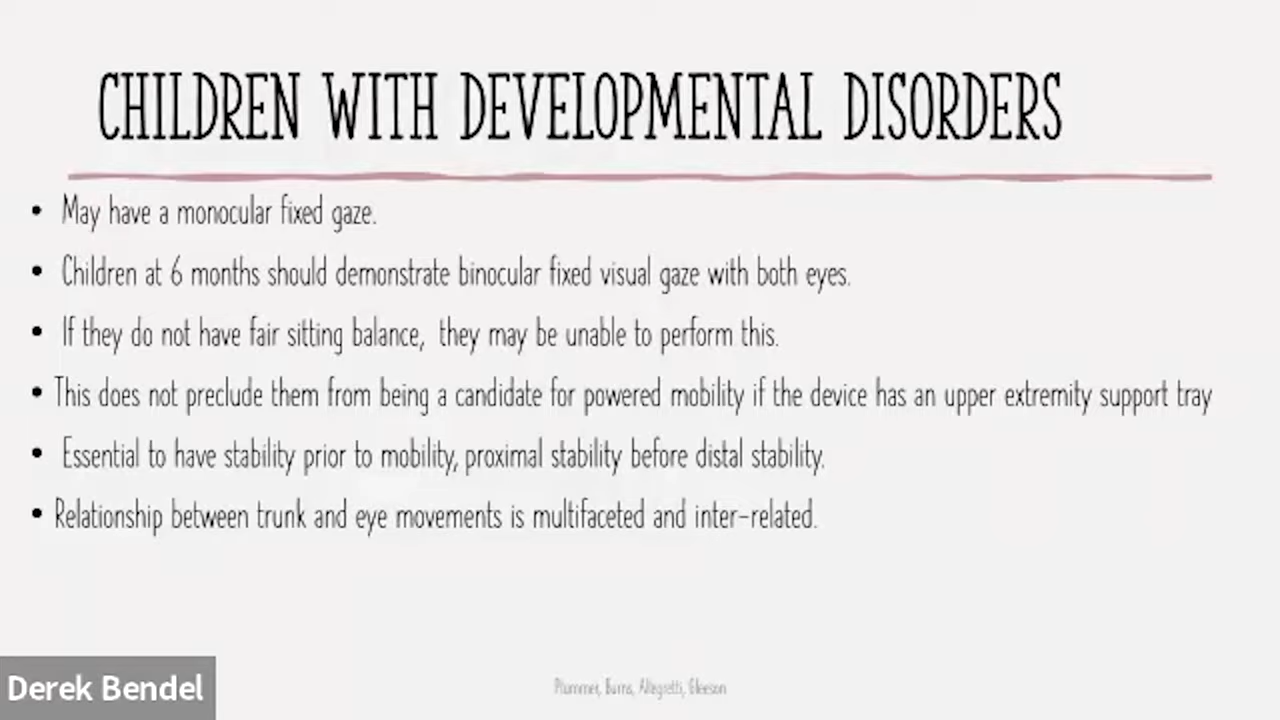 CHILDREN WITH DEVELOPMENTAL DISORDERS
• May have a monocular fixed gaze.
• Children at 6 months should demonstrate binocular fixed visual gaze with both eyes.
• If they do not have fair sitting balance, they may be unable to perform this.
• This does not preclude them from being a candidate for powered mobility if the device has an upper extremity support tray
• Essential to have stability prior to mobility, proximal stability before distal stability.
• Relationship between trunk and eye movements is multifaceted and inter-related.
Derek Bendel
Plummer, Burns, Allegretti, Gleeson